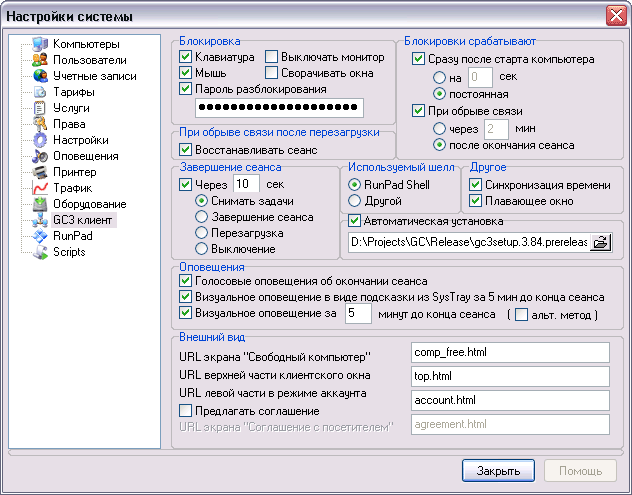 Настройки системы
Компьютеры
Пользователи
Учетные записи
Тарифы
Услуги
Права
Настройки
Оповещения
Принтер
Трафик
Оборудование
GC3 клиент
RunPad
Scripts
Блокировка
Клавиатура Выключать монитор
Мышь Сворачивать окна
Пароль разблокирования
●●●●●●●●●●●●●●●●●●●
Блокировки срабатывают
Сразу после старта компьютера
на 0 сек
постоянная
При обрыве связи
через 2 мин
после окончания сеанса
При обрыве связи после перезагрузки
Восстанавливать сеанс
Завершение сеанса
Через 10 сек
Снимать задачи
Завершение сеанса
Перезагрузка
Выключение
Используемый шелл
RunPad Shell
Другой
Другое
Синхронизация времени
Плавающее окно
Автоматическая установка
D:\Projects\GC\Release\gc3setup.3.84.prereleas
Оповещения
Голосовые оповещения об окончании сеанса
Визуальное оповещение в виде подсказки из SysTray за 5 мин до конца сеанса
Визуальное оповещение за 5 минут до конца сеанса ( альт. метод )
Внешний вид
URL экрана "Свободный компьютер" comp_free.html
URL верхней части клиентского окна top.html
URL левой части в режиме аккаунта account.html
Предлагать соглашение
URL экрана "Соглашение с посетителем" agreement.html
Закрыть Помощь